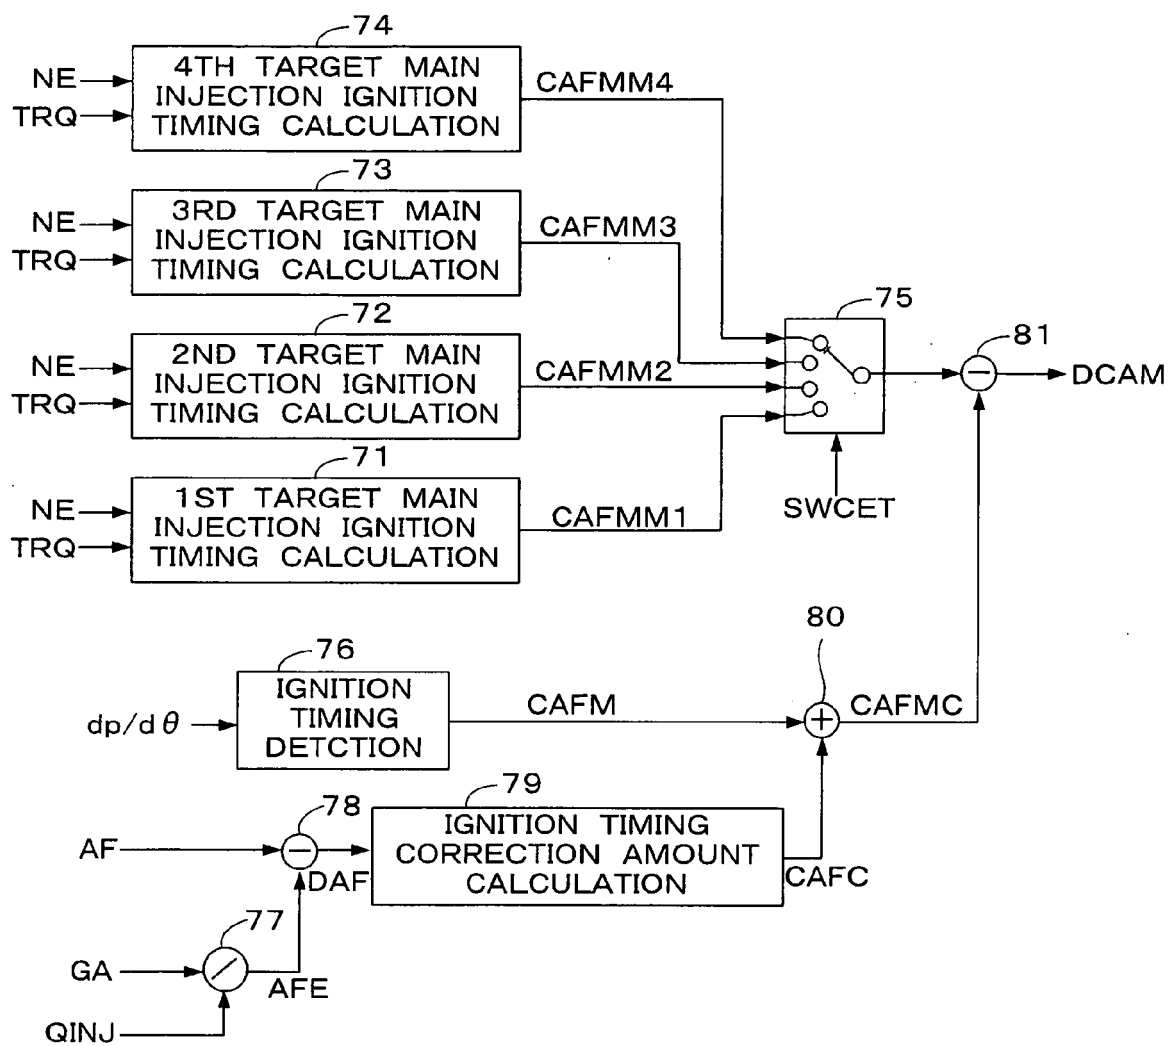 74
NE
TRQ
4TH TARGET MAIN
INJECTION IGNITION
TIMING CALCULATION
CAFMM4
73
NE
TRQ
3RD TARGET MAIN
INJECTION IGNITION
TIMING CALCULATION
CAFMM3
72
NE
TRQ
2ND TARGET MAIN
INJECTION IGNITION
TIMING CALCULATION
CAFMM2
71
NE
TRQ
1ST TARGET MAIN
INJECTION IGNITION
TIMING CALCULATION
CAFMM1
75
SWCET
81
DCAM
76
dp/dθ
IGNITION
TIMING
DETCTION
CAFM
80
+
CAFMC
78
AF
−
DAF
79
IGNITION TIMING
CORRECTION AMOUNT
CALCULATION
CAFC
77
GA
/
AFE
QINJ
−